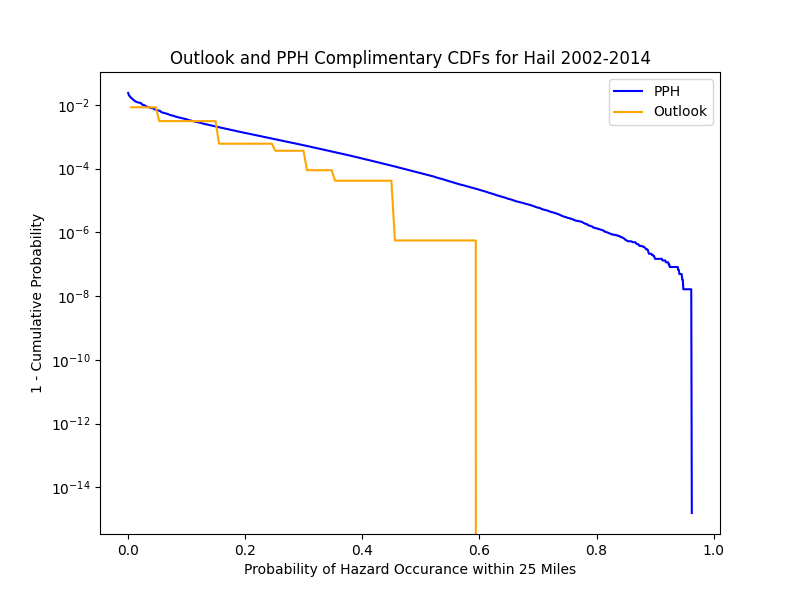 Outlook and PPH Complimentary CDFs for Hail 2002-2014
PPH
Outlook
1 - Cumulative Probability
10⁻²
10⁻⁴
10⁻⁶
10⁻⁸
10⁻¹⁰
10⁻¹²
10⁻¹⁴
0.0 0.2 0.4 0.6 0.8 1.0
Probability of Hazard Occurance within 25 Miles